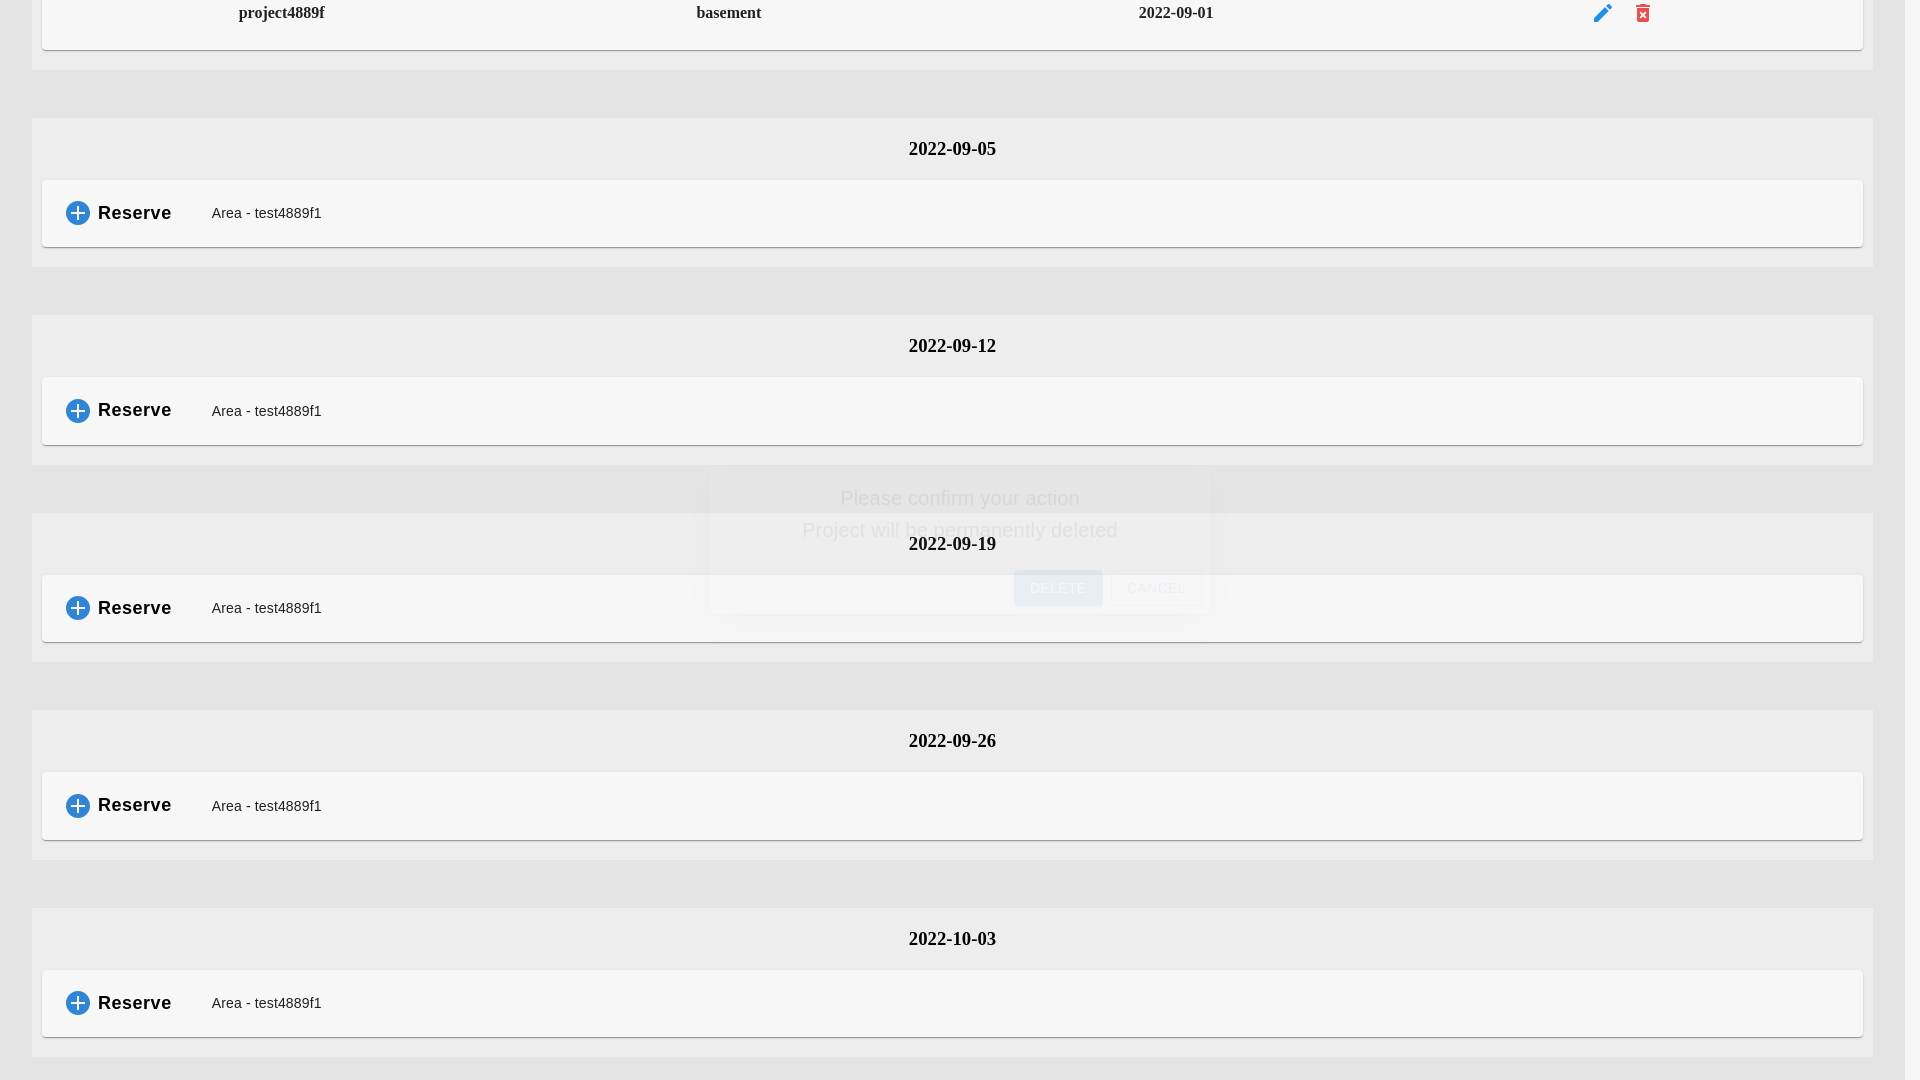 project4889f basement 2022-09-01
2022-09-05
Reserve Area - test4889f1
2022-09-12
Reserve Area - test4889f1
Please confirm your action
Project will be permanently deleted
2022-09-19
DELETE CANCEL
Reserve Area - test4889f1
2022-09-26
Reserve Area - test4889f1
2022-10-03
Reserve Area - test4889f1